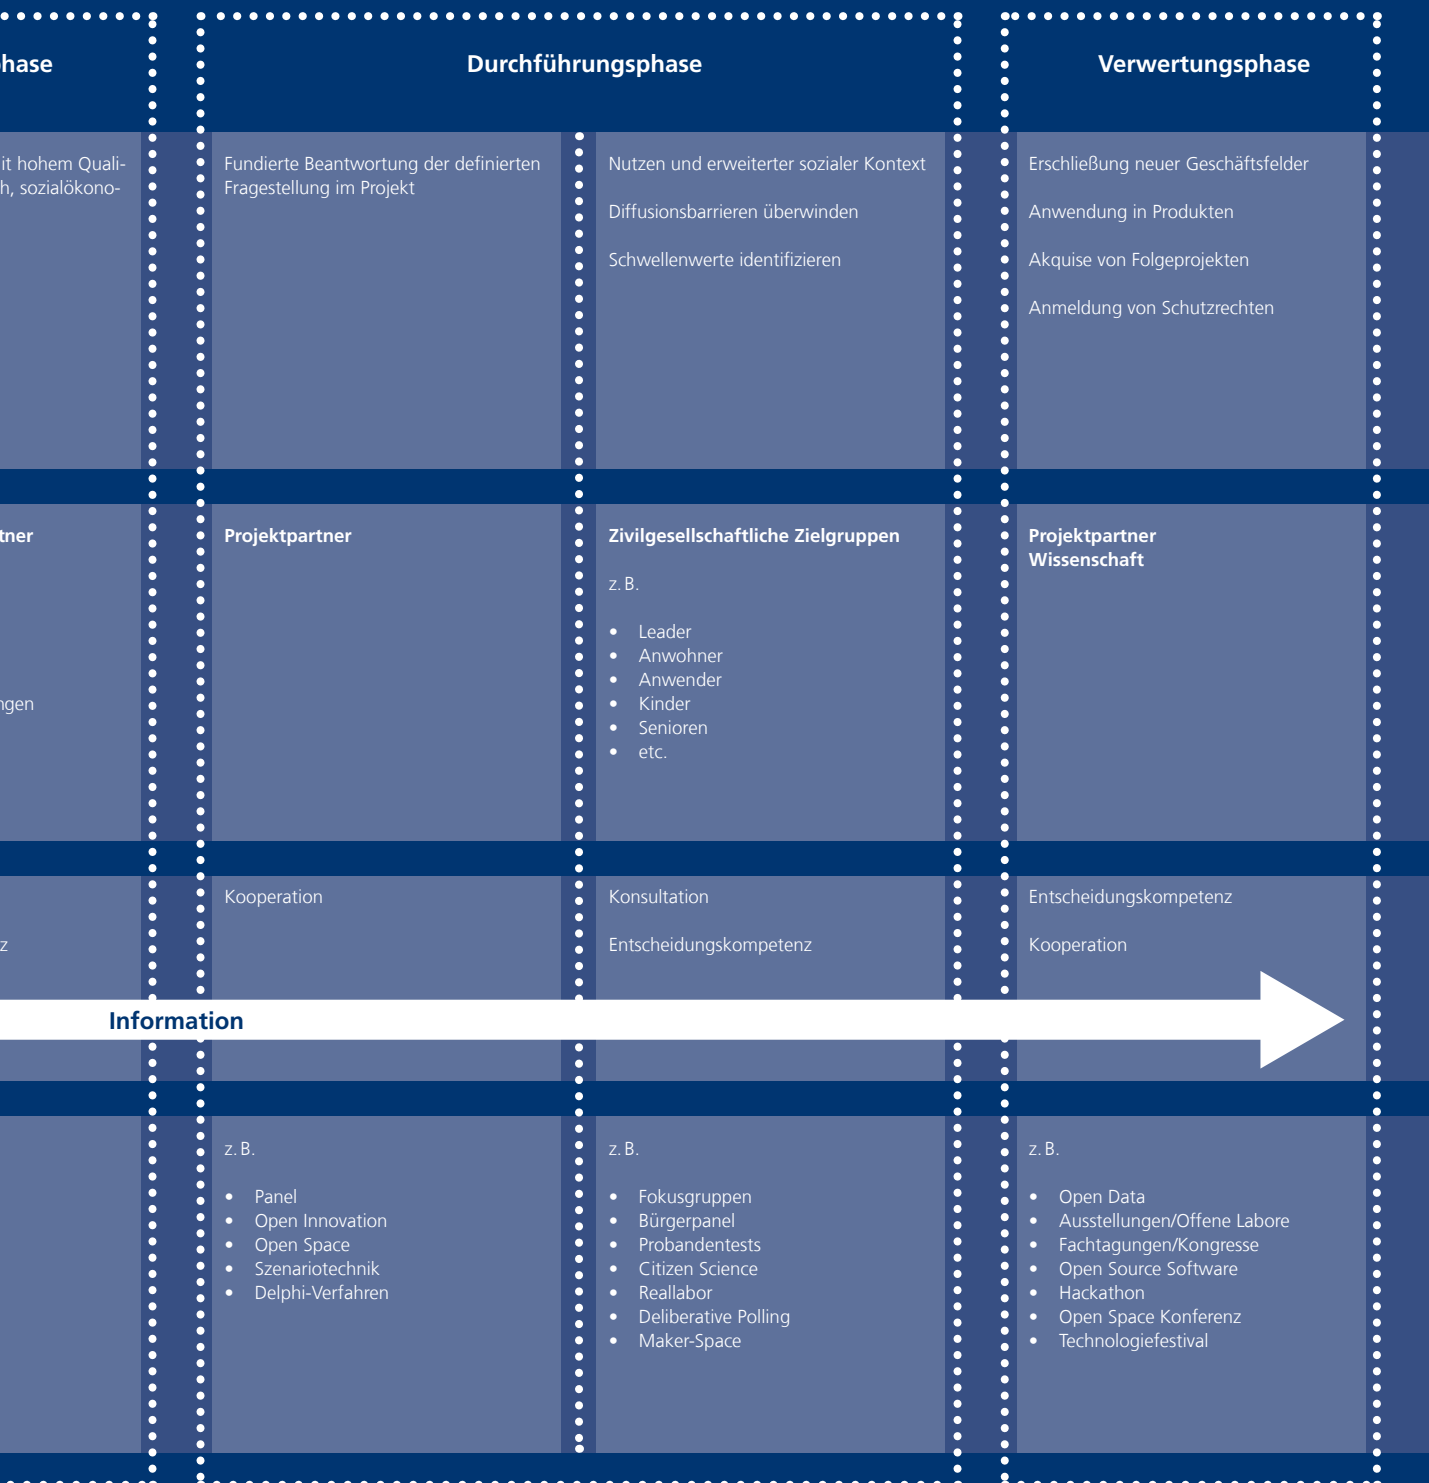 hase
Durchführungsphase
Verwertungsphase
it hohem Quali-
h, sozialökono-
Fundierte Beantwortung der definierten
Fragestellung im Projekt
Nutzen und erweiterter sozialer Kontext
Diffusionsbarrieren überwinden
Schwellenwerte identifizieren
Erschließung neuer Geschäftsfelder
Anwendung in Produkten
Akquise von Folgeprojekten
Anmeldung von Schutzrechten
tner
ngen
Projektpartner
Zivilgesellschaftliche Zielgruppen
z. B.
• Leader
• Anwohner
• Anwender
• Kinder
• Senioren
• etc.
Projektpartner
Wissenschaft
z
Kooperation
Konsultation
Entscheidungskompetenz
Entscheidungskompetenz
Kooperation
Information
z. B.
• Panel
• Open Innovation
• Open Space
• Szenariotechnik
• Delphi-Verfahren
z. B.
• Fokusgruppen
• Bürgerpanel
• Probandentests
• Citizen Science
• Reallabor
• Deliberative Polling
• Maker-Space
z. B.
• Open Data
• Ausstellungen/Offene Labore
• Fachtagungen/Kongresse
• Open Source Software
• Hackathon
• Open Space Konferenz
• Technologiefestival